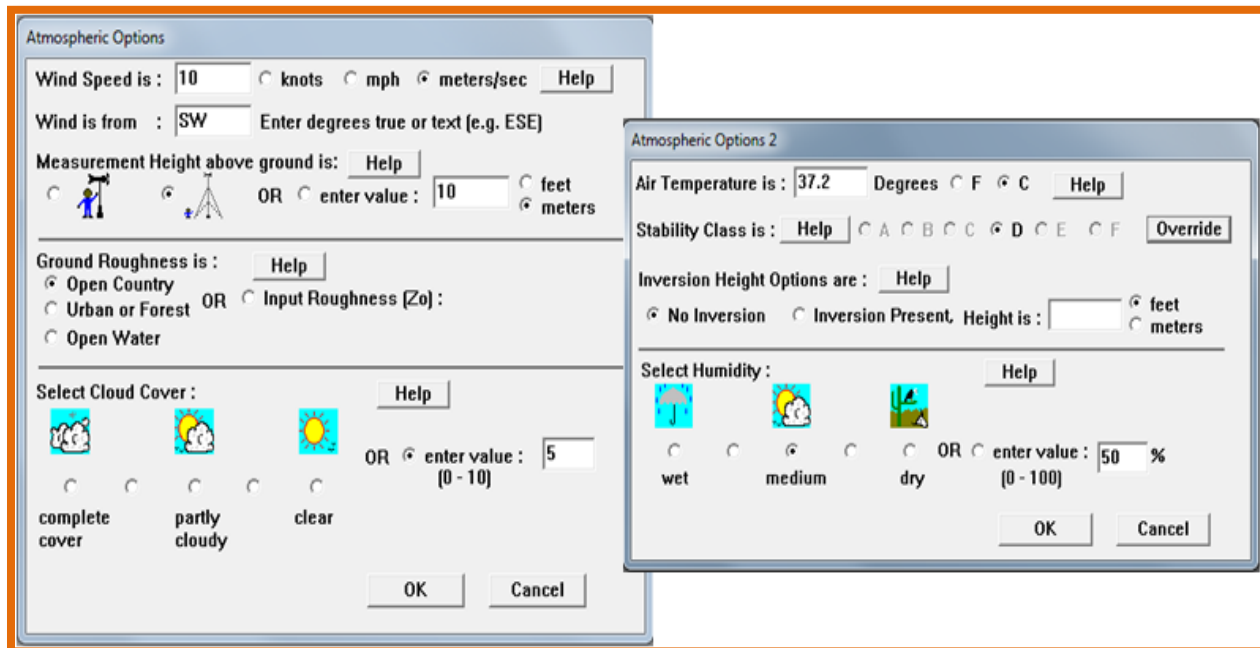 Atmospheric Options
Wind Speed is : 10 knots mph meters/sec Help
Wind is from : SW Enter degrees true or text (e.g. ESE)
Measurement Height above ground is: Help
OR enter value : 10 feet
meters
Ground Roughness is : Help
Open Country
Urban or Forest OR Input Roughness (Zo) :
Open Water
Select Cloud Cover : Help
OR enter value : 5
(0 - 10)
complete cover
partly cloudy
clear
OK Cancel
Atmospheric Options 2
Air Temperature is : 37.2 Degrees F C Help
Stability Class is : Help A B C D E F Override
Inversion Height Options are : Help
No Inversion Inversion Present, Height is : feet
meters
Select Humidity : Help
OR enter value : 50 %
wet medium dry (0 - 100)
OK Cancel